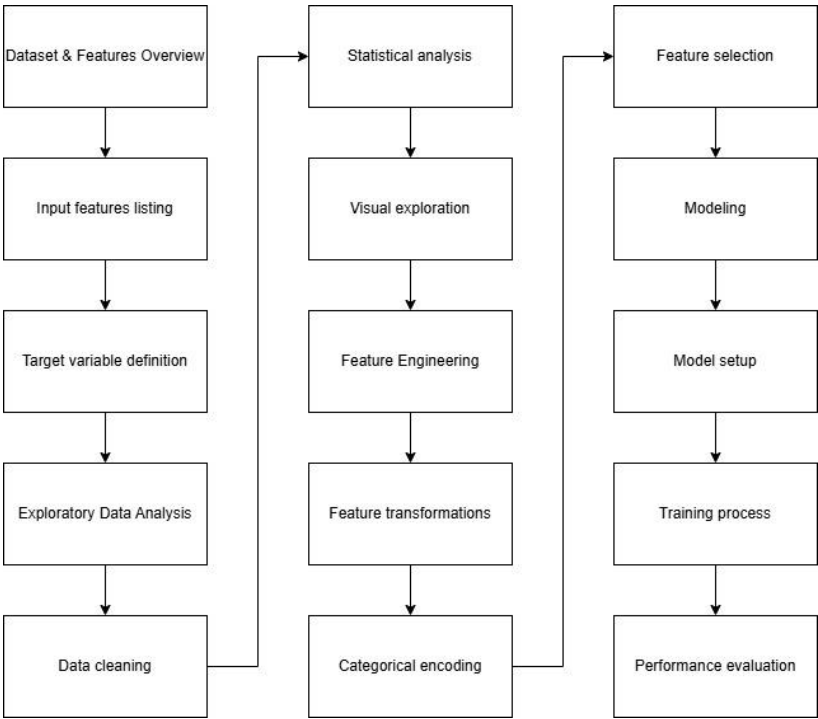 Dataset & Features Overview
Input features listing
Target variable definition
Exploratory Data Analysis
Data cleaning
Statistical analysis
Visual exploration
Feature Engineering
Feature transformations
Categorical encoding
Feature selection
Modeling
Model setup
Training process
Performance evaluation